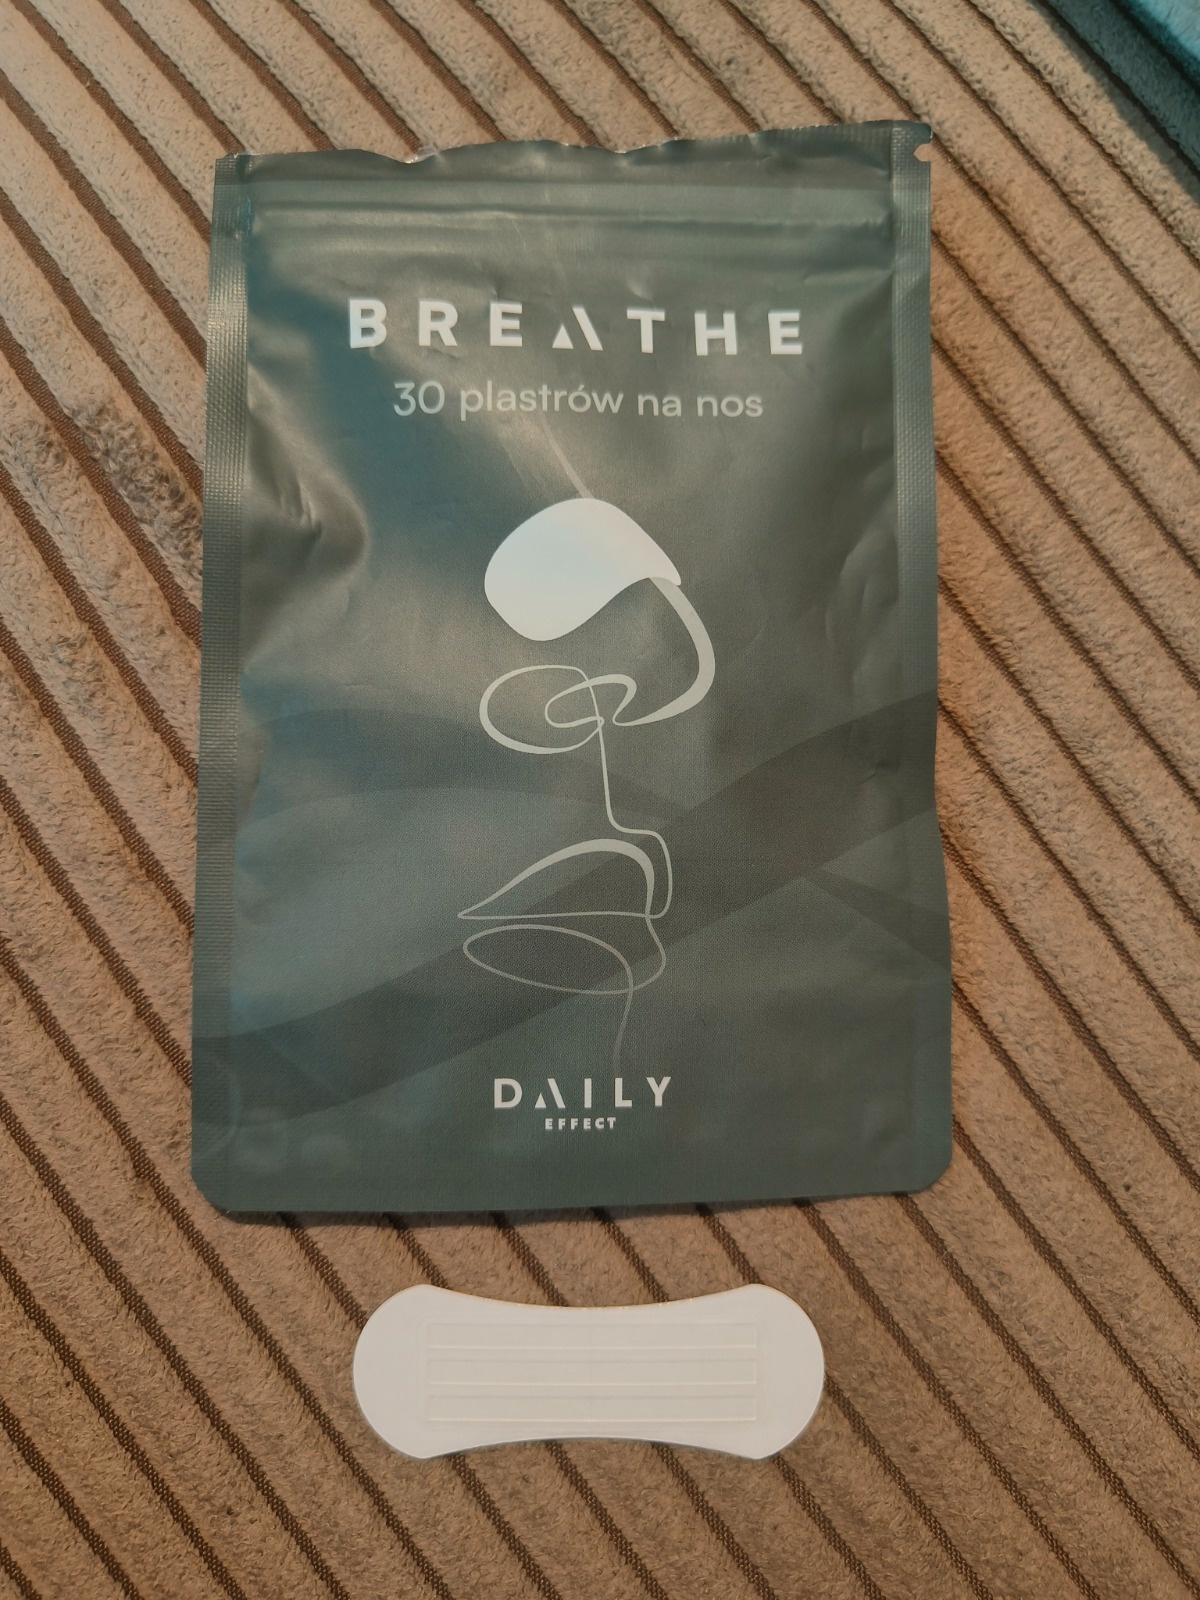 BREATHE
30 plastrów na nos
DAILY
EFFECT